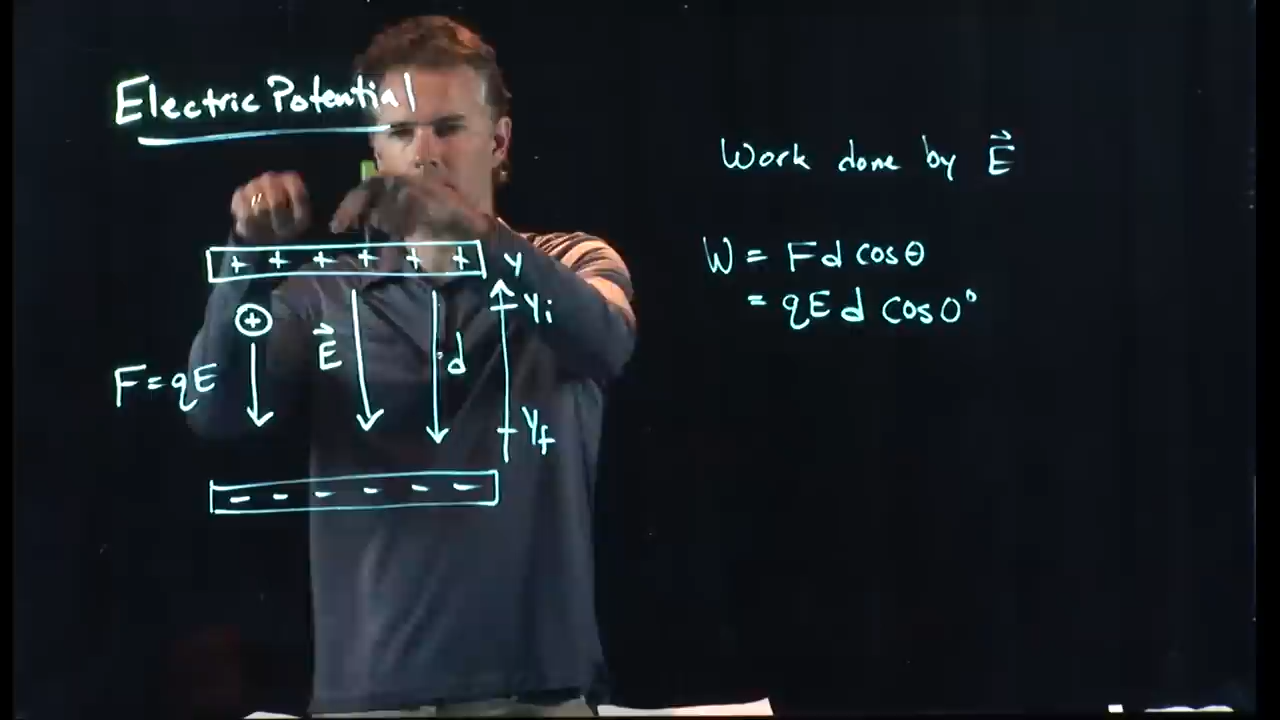 Electric Potential
Work done by E⃗
W = Fd cosθ
= qEd cos0°
+ + + + + +
y
yi
+
E⃗
d
F=qE
yf
- - - - - -